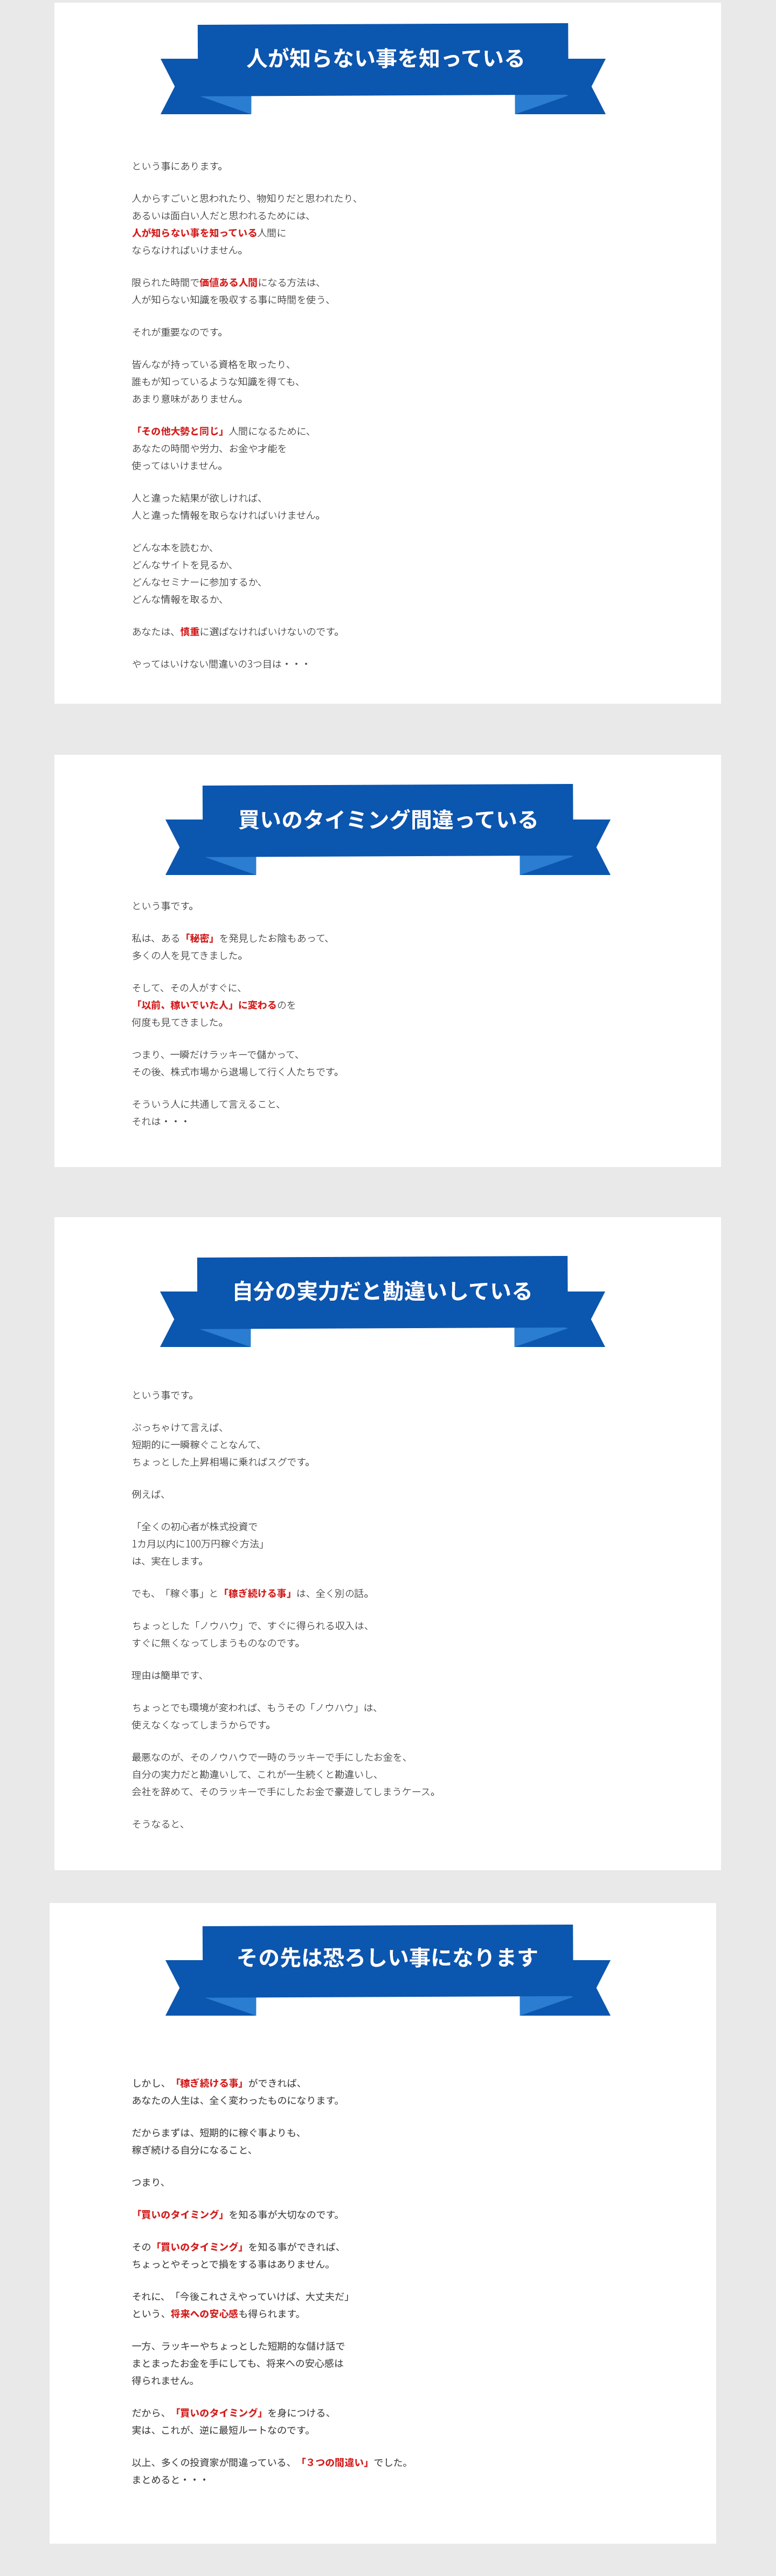 人が知らない事を知っている
という事にあります。
人からすごいと思われたり、物知りだと思われたり、
あるいは面白い人だと思われるためには、
人が知らない事を知っている人間に
ならなければいけません。
限られた時間で価値ある人間になる方法は、
人が知らない知識を吸収する事に時間を使う、
それが重要なのです。
皆んなが持っている資格を取ったり、
誰もが知っているような知識を得ても、
あまり意味がありません。
「その他大勢と同じ」人間になるために、
あなたの時間や労力、お金や才能を
使ってはいけません。
人と違った結果が欲しければ、
人と違った情報を取らなければいけません。
どんな本を読むか、
どんなサイトを見るか、
どんなセミナーに参加するか、
どんな情報を取るか、
あなたは、慎重に選ばなければいけないのです。
やってはいけない間違いの3つ目は・・・
買いのタイミング間違っている
という事です。
私は、ある「秘密」を発見したお陰もあって、
多くの人を見てきました。
そして、その人がすぐに、
「以前、稼いでいた人」に変わるのを
何度も見てきました。
つまり、一瞬だけラッキーで儲かって、
その後、株式市場から退場して行く人たちです。
そういう人に共通して言えること、
それは・・・
自分の実力だと勘違いしている
という事です。
ぶっちゃけて言えば、
短期的に一瞬稼ぐことなんて、
ちょっとした上昇相場に乗ればスグです。
例えば、
「全くの初心者が株式投資で
1カ月以内に100万円稼ぐ方法」
は、実在します。
でも、「稼ぐ事」と「稼ぎ続ける事」は、全く別の話。
ちょっとした「ノウハウ」で、すぐに得られる収入は、
すぐに無くなってしまうものなのです。
理由は簡単です、
ちょっとでも環境が変われば、もうその「ノウハウ」は、
使えなくなってしまうからです。
最悪なのが、そのノウハウで一時のラッキーで手にしたお金を、
自分の実力だと勘違いして、これが一生続くと勘違いし、
会社を辞めて、そのラッキーで手にしたお金で豪遊してしまうケース。
そうなると、
その先は恐ろしい事になります
しかし、「稼ぎ続ける事」ができれば、
あなたの人生は、全く変わったものになります。
だからまずは、短期的に稼ぐ事よりも、
稼ぎ続ける自分になること、
つまり、
「買いのタイミング」を知る事が大切なのです。
その「買いのタイミング」を知る事ができれば、
ちょっとやそっとで損をする事はありません。
それに、「今後これさえやっていけば、大丈夫だ」
という、将来への安心感も得られます。
一方、ラッキーやちょっとした短期的な儲け話で
まとまったお金を手にしても、将来への安心感は
得られません。
だから、「買いのタイミング」を身につける、
実は、これが、逆に最短ルートなのです。
以上、多くの投資家が間違っている、「３つの間違い」でした。
まとめると・・・